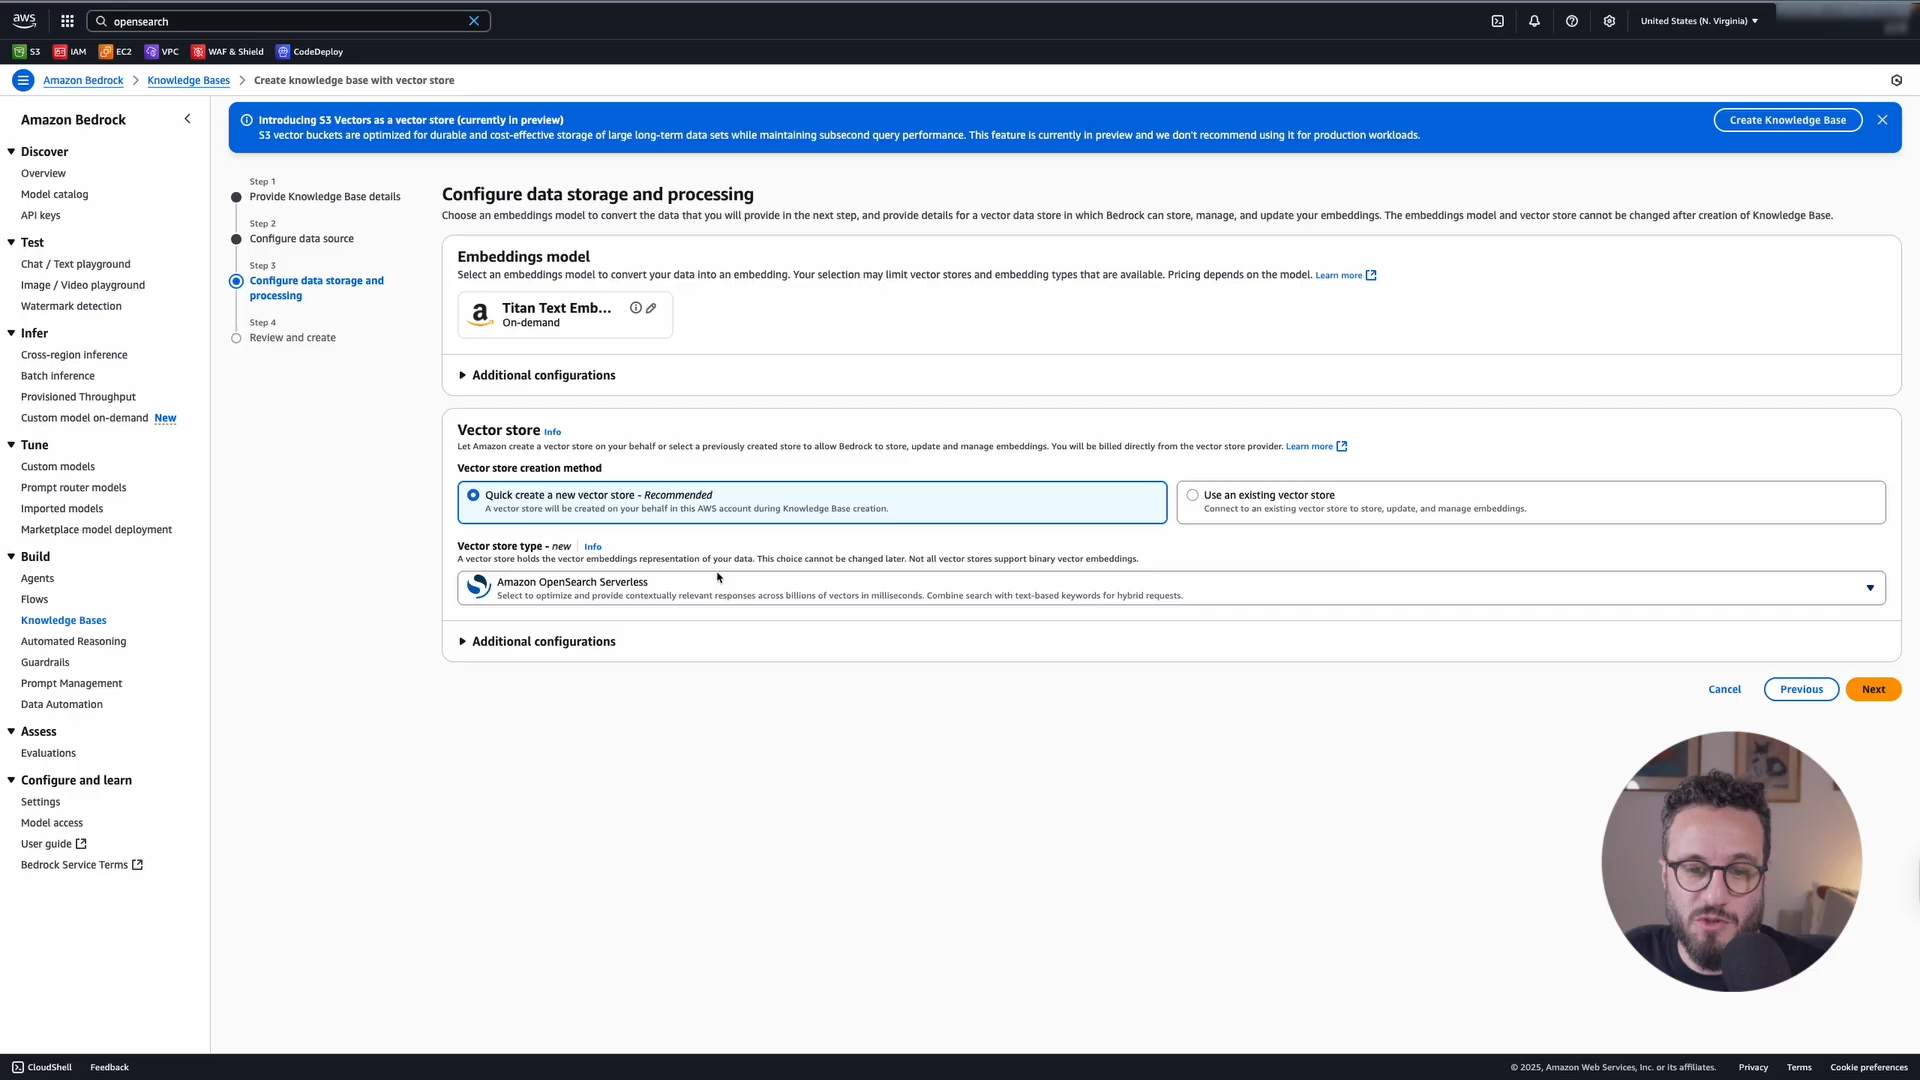 aws
opensearch
United States (N. Virginia)
S3
IAM
EC2
VPC
WAF & Shield
CodeDeploy
Amazon Bedrock
Knowledge Bases
Create knowledge base with vector store
Amazon Bedrock
Discover
Overview
Model catalog
API keys
Test
Chat / Text playground
Image / Video playground
Watermark detection
Infer
Cross-region inference
Batch inference
Provisioned Throughput
Custom model on-demand New
Tune
Custom models
Prompt router models
Imported models
Marketplace model deployment
Build
Agents
Flows
Knowledge Bases
Automated Reasoning
Guardrails
Prompt Management
Data Automation
Assess
Evaluations
Configure and learn
Settings
Model access
User guide
Bedrock Service Terms
Introducing S3 Vectors as a vector store (currently in preview)
S3 vector buckets are optimized for durable and cost-effective storage of large long-term data sets while maintaining subsecond query performance. This feature is currently in preview and we don't recommend using it for production workloads.
Create Knowledge Base
Step 1
Provide Knowledge Base details
Step 2
Configure data source
Step 3
Configure data storage and
processing
Step 4
Review and create
Configure data storage and processing
Choose an embeddings model to convert the data that you will provide in the next step, and provide details for a vector data store in which Bedrock can store, manage, and update your embeddings. The embeddings model and vector store cannot be changed after creation of Knowledge Base.
Embeddings model
Select an embeddings model to convert your data into an embedding. Your selection may limit vector stores and embedding types that are available. Pricing depends on the model. Learn more
a
Titan Text Emb...
On-demand
Additional configurations
Vector store Info
Let Amazon create a vector store on your behalf or select a previously created store to allow Bedrock to store, update and manage embeddings. You will be billed directly from the vector store provider. Learn more
Vector store creation method
Quick create a new vector store - Recommended
A vector store will be created on your behalf in this AWS account during Knowledge Base creation.
Use an existing vector store
Connect to an existing vector store to store, update, and manage embeddings.
Vector store type - new Info
A vector store holds the vector embeddings representation of your data. This choice cannot be changed later. Not all vector stores support binary vector embeddings.
Amazon OpenSearch Serverless
Select to optimize and provide contextually relevant responses across billions of vectors in milliseconds. Combine search with text-based keywords for hybrid requests.
Additional configurations
Cancel
Previous
Next
CloudShell
Feedback
© 2025, Amazon Web Services, Inc. or its affiliates.
Privacy
Terms
Cookie preferences